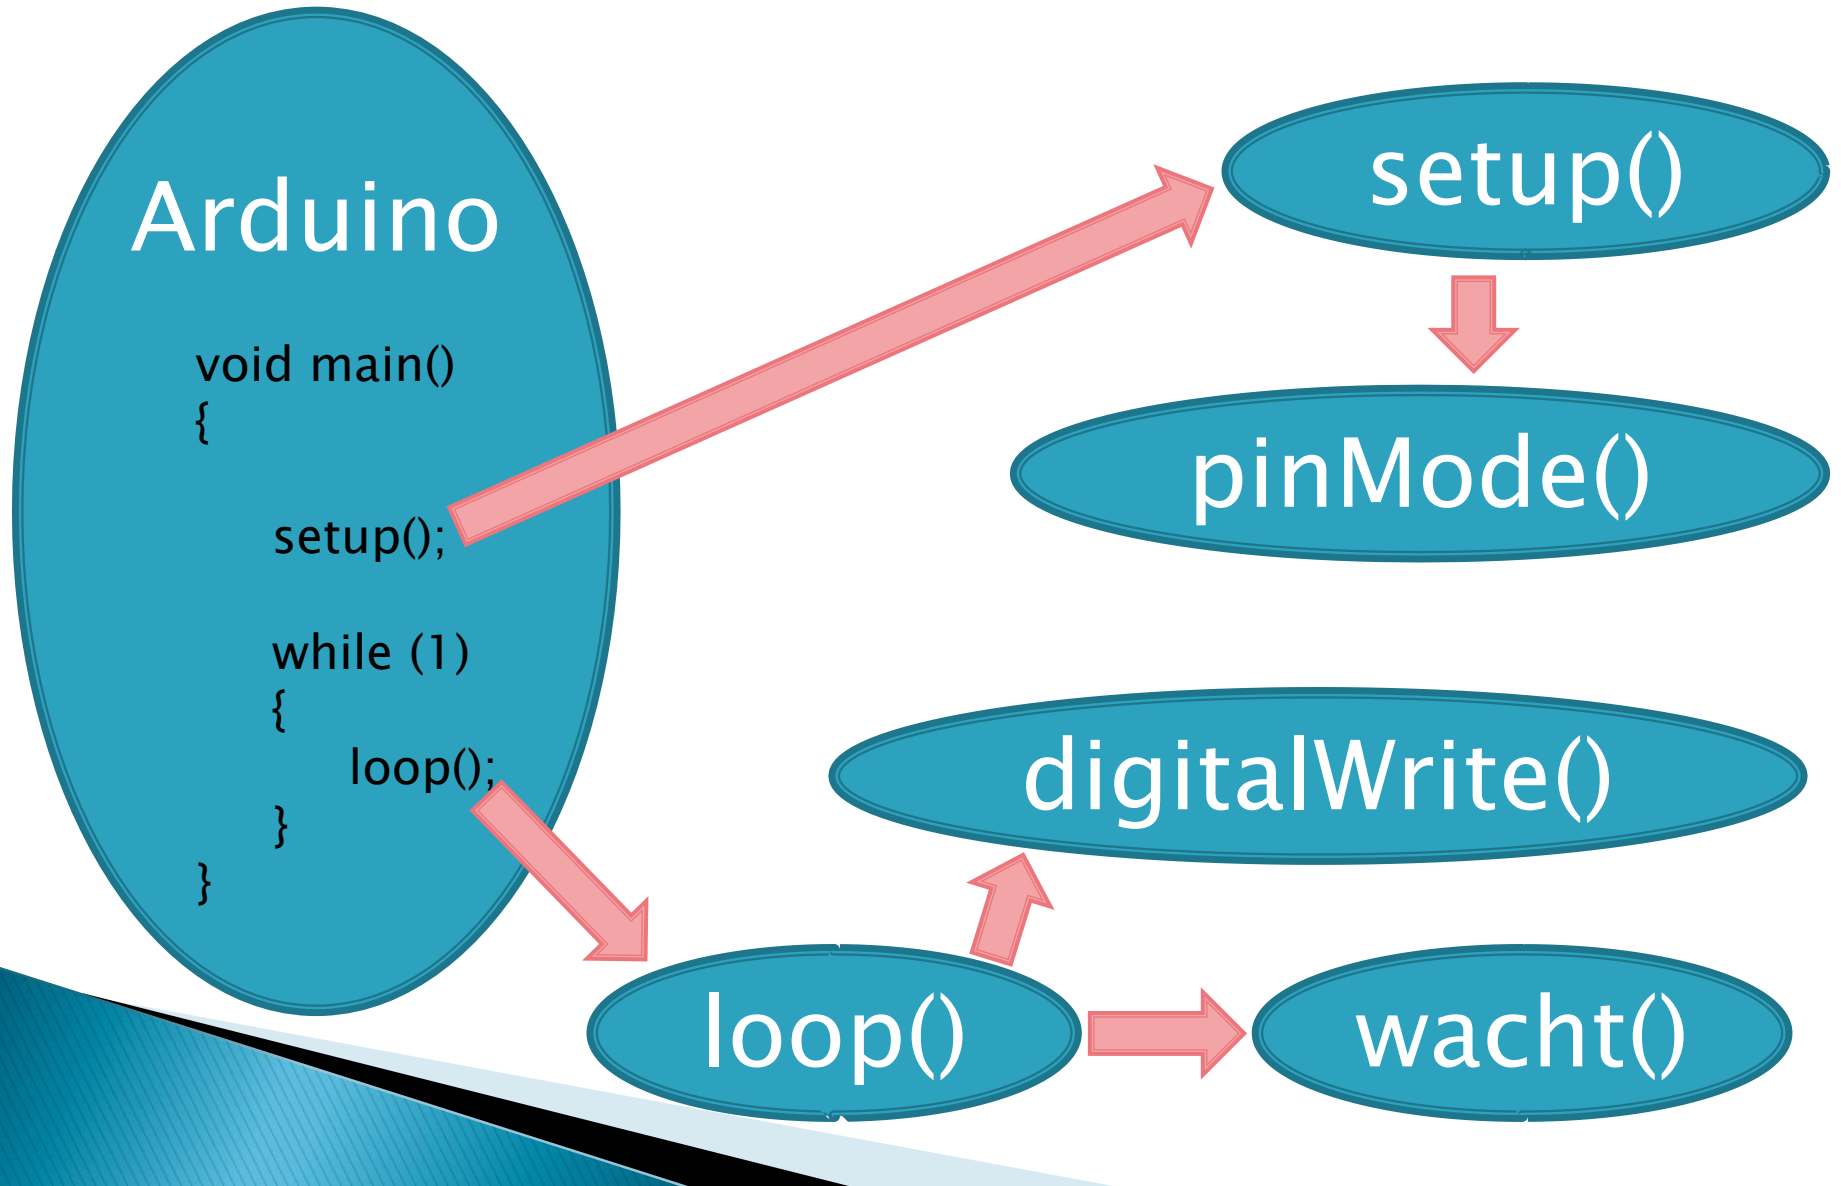 Arduino
void main()
{
setup();
while (1)
{
loop();
}
}
setup()
pinMode()
digitalWrite()
loop()
wacht()